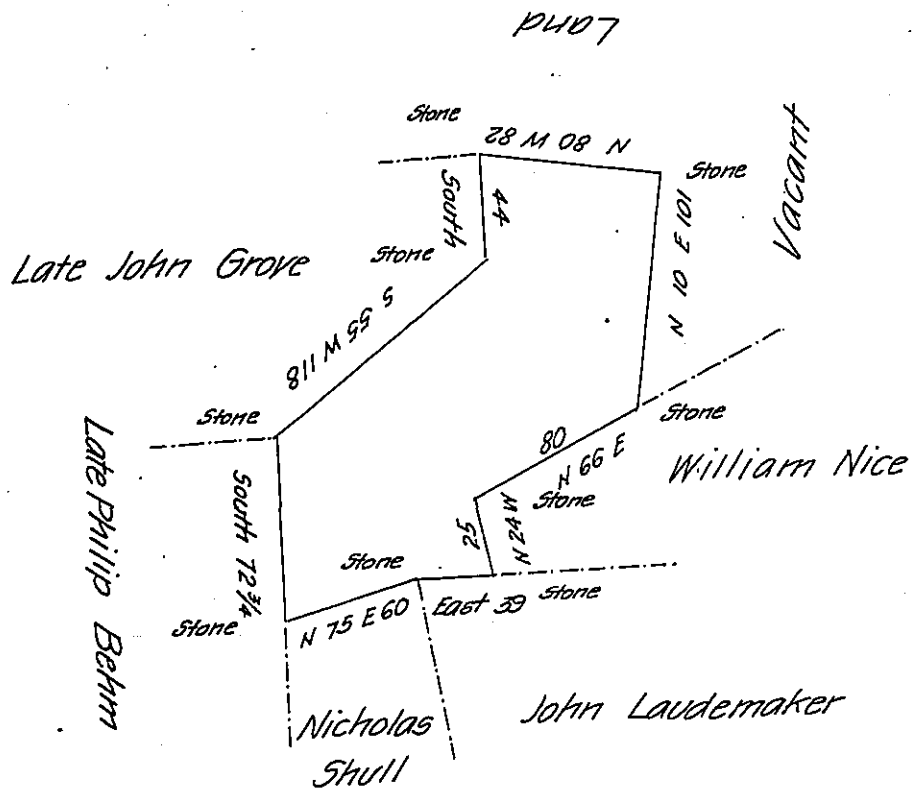 Land
Stone
N 80 W 82
Stone
Vacant
South
44
N 10 E 101
Late John Grove
Stone
S 55 W 118
Stone
Stone
80
N 66 E
William Nice
Late Philip Behm
South 72¾
Stone
25
N 24 W
Stone
Stone
N 75 E 60
East 39
Stone
Nicholas
Shull
John Laudemaker